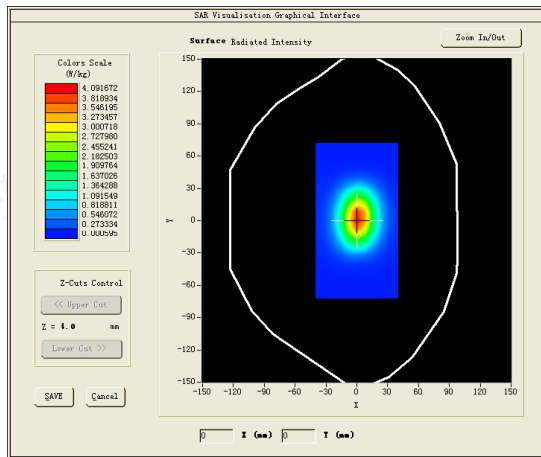 SAR Visualisation Graphical Interface
Surface Radiated Intensity
Zoom In/Out
Colors Scale
(W/kg)
4.091672
3.818934
3.546195
3.273457
3.000718
2.727980
2.455241
2.182503
1.909764
1.637026
1.364288
1.091549
0.818811
0.546072
0.273334
0.000595
150
120
90
60
30
Y
0
-30
-60
-90
-120
-150
-150 -120 -90 -60 -30 0 30 60 90 120 150
X
Z-Cuts Control
<< Upper Cut
Z = 4.0 mm
Lower Cut >>
SAVE Cancel
0 X (mm) 0 Y (mm)